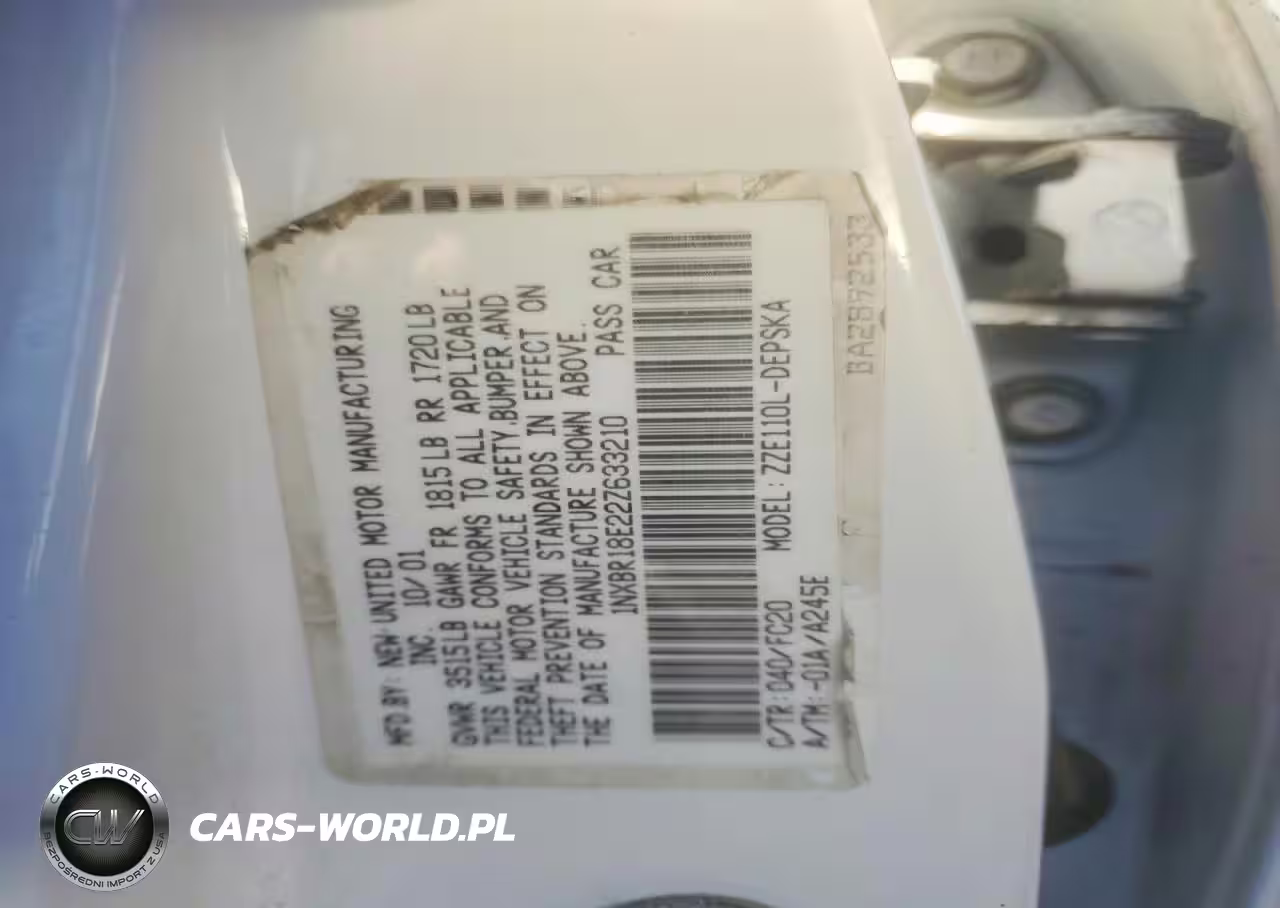 MFD.BY: NEW UNITED MOTOR MANUFACTURING
INC. 10/01
GVWR 3515LB GAWR FR 1815LB RR 1720LB
THIS VEHICLE CONFORMS TO ALL APPLICABLE
FEDERAL MOTOR VEHICLE SAFETY,BUMPER,AND
THEFT PREVENTION STANDARDS IN EFFECT ON
THE DATE OF MANUFACTURE SHOWN ABOVE.
1NXBR18E22Z633210 PASS CAR
C/TR:040/FC20 MODEL:ZZE110L-DEPSKA
A/TM:-01A/A245E
BA2872533
CARS-WORLD
CW
BEZPOŚREDNI IMPORT Z USA
CARS-WORLD.PL